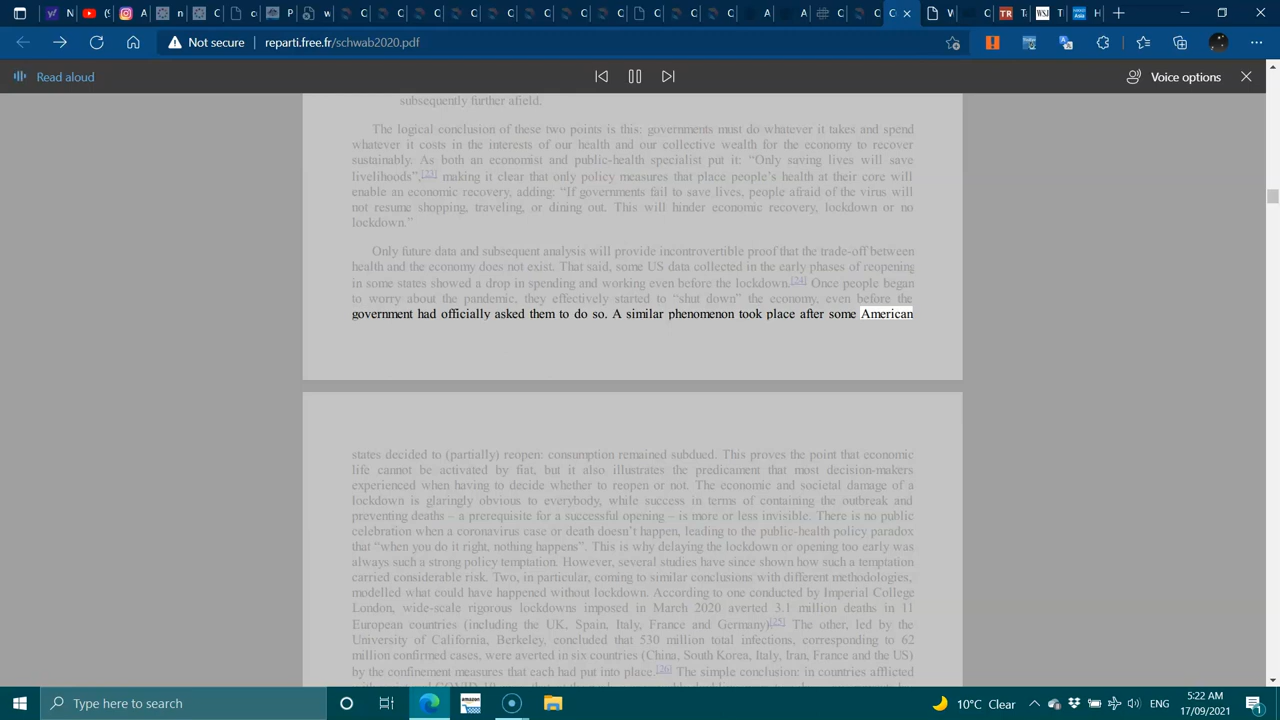 N
A
n
P
w
C
C
C
C
C
C
C
A
A
C
C
W
C
TR
T
WSJ
T
H
Not secure
reparti.free.fr/schwab2020.pdf
Read aloud
Voice options
subsequently further afield.
The logical conclusion of these two points is this: governments must do whatever it takes and spend
whatever it costs in the interests of our health and our collective wealth for the economy to recover
sustainably. As both an economist and public-health specialist put it: “Only saving lives will save
livelihoods”,[23] making it clear that only policy measures that place people’s health at their core will
enable an economic recovery, adding: “If governments fail to save lives, people afraid of the virus will
not resume shopping, traveling, or dining out. This will hinder economic recovery, lockdown or no
lockdown.”
Only future data and subsequent analysis will provide incontrovertible proof that the trade-off between
health and the economy does not exist. That said, some US data collected in the early phases of reopening
in some states showed a drop in spending and working even before the lockdown.[24] Once people began
to worry about the pandemic, they effectively started to “shut down” the economy, even before the
government had officially asked them to do so. A similar phenomenon took place after some American
states decided to (partially) reopen: consumption remained subdued. This proves the point that economic
life cannot be activated by fiat, but it also illustrates the predicament that most decision-makers
experienced when having to decide whether to reopen or not. The economic and societal damage of a
lockdown is glaringly obvious to everybody, while success in terms of containing the outbreak and
preventing deaths – a prerequisite for a successful opening – is more or less invisible. There is no public
celebration when a coronavirus case or death doesn’t happen, leading to the public-health policy paradox
that “when you do it right, nothing happens”. This is why delaying the lockdown or opening too early was
always such a strong policy temptation. However, several studies have since shown how such a temptation
carried considerable risk. Two, in particular, coming to similar conclusions with different methodologies,
modelled what could have happened without lockdown. According to one conducted by Imperial College
London, wide-scale rigorous lockdowns imposed in March 2020 averted 3.1 million deaths in 11
European countries (including the UK, Spain, Italy, France and Germany).[25] The other, led by the
University of California, Berkeley, concluded that 530 million total infections, corresponding to 62
million confirmed cases, were averted in six countries (China, South Korea, Italy, Iran, France and the US)
by the confinement measures that each had put into place.[26] The simple conclusion: in countries afflicted
Type here to search
amazon
10°C Clear
ENG
5:22 AM
17/09/2021